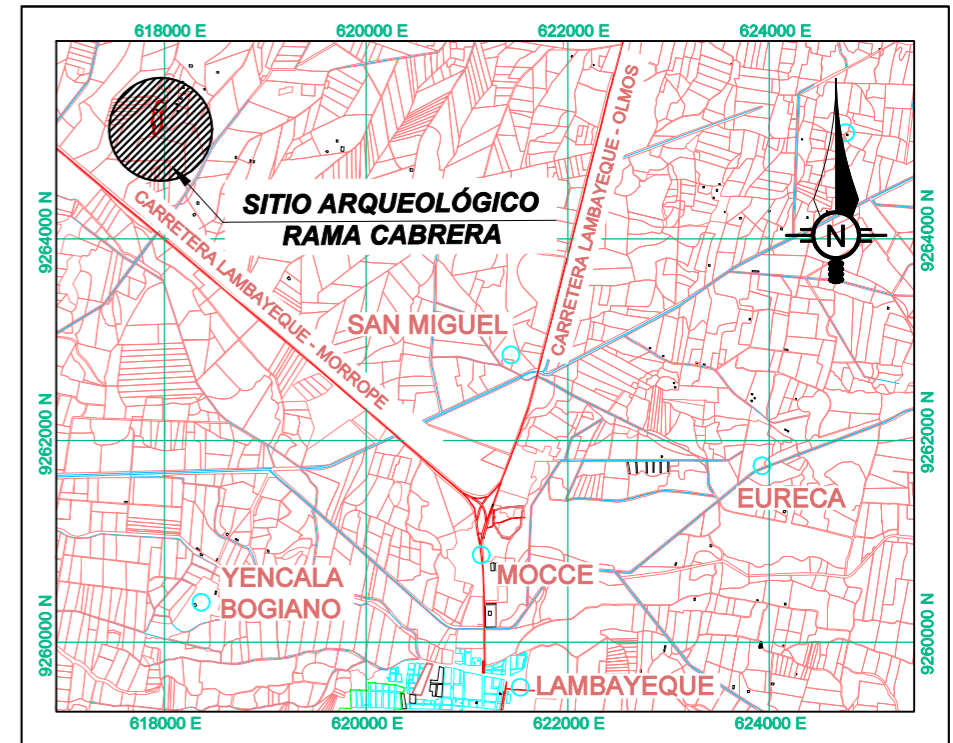 618000 E
620000 E
622000 E
624000 E
CARRETERA LAMBAYEQUE - OLMOS
SITIO ARQUEOLÓGICO
RAMA CABRERA
9264000 N
9264000 N
N
CARRETERA LAMBAYEQUE - MORROPE
SAN MIGUEL
9262000 N
9262000 N
EURECA
YENCALA
BOGIANO
MOCCE
9260000 N
9260000 N
LAMBAYEQUE
618000 E
620000 E
622000 E
624000 E